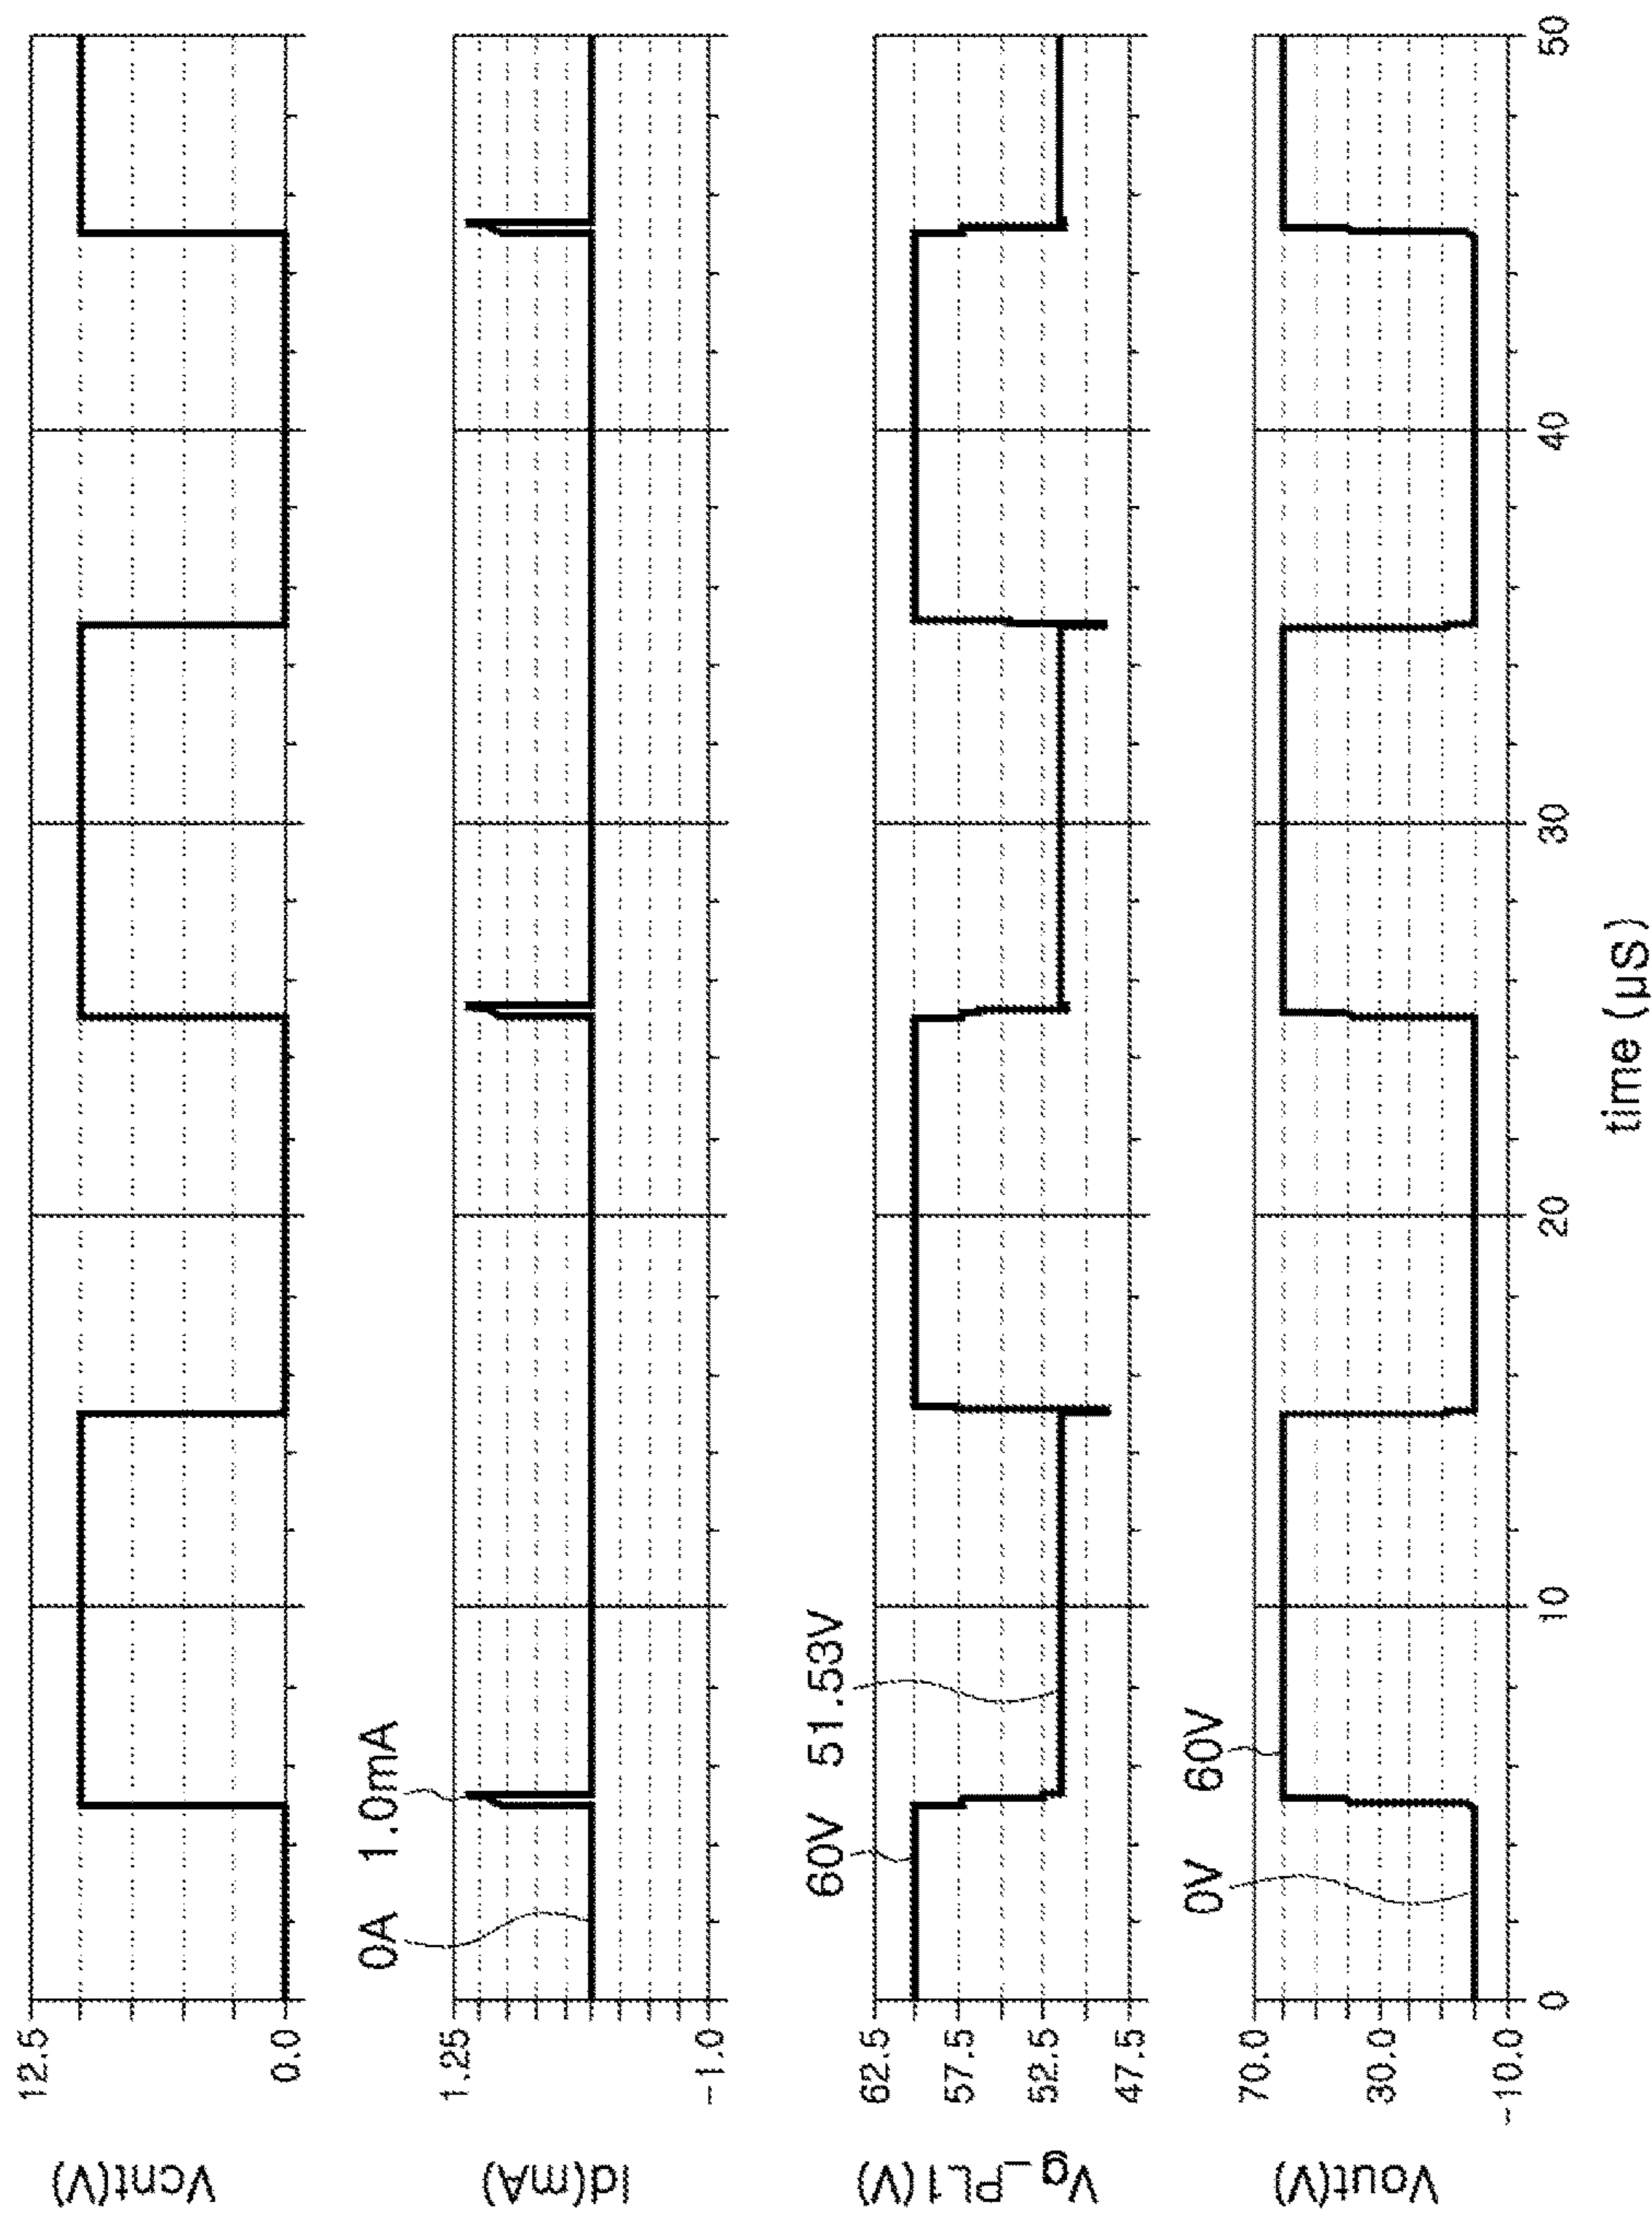 Vcnt(V)
12.5
0.0
Id(mA)
1.25
-1.0
0A
1.0mA
Vg_PL1(V)
62.5
57.5
52.5
47.5
60V
51.53V
Vout(V)
70.0
30.0
-10.0
0V
60V
0 10 20 30 40 50
time (μS)